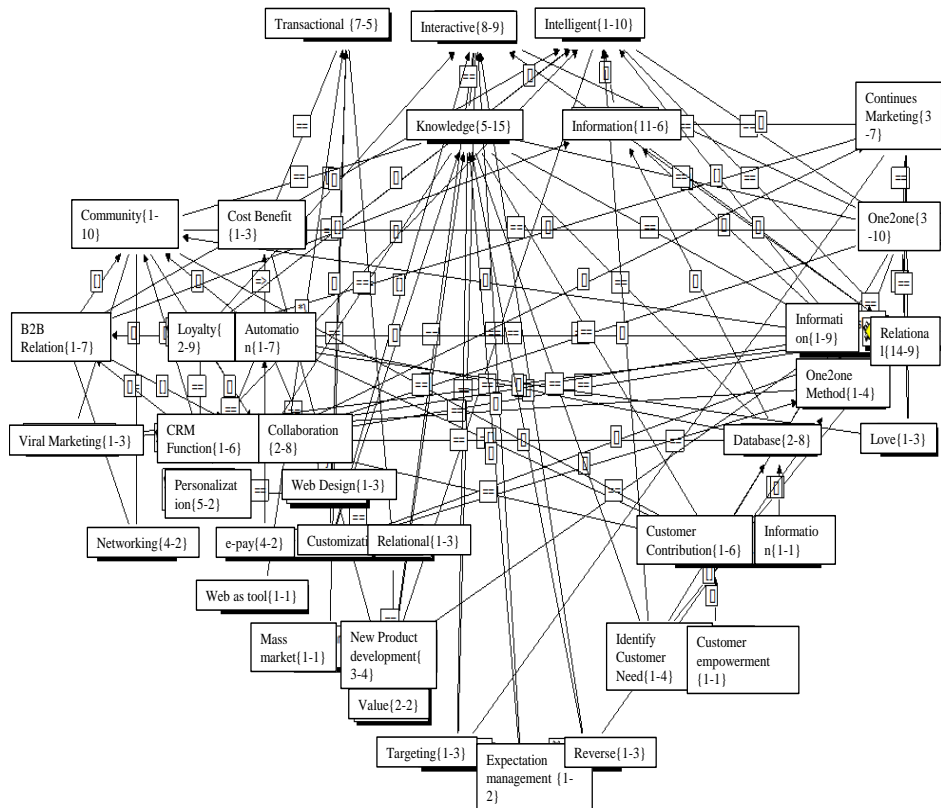 Transactional {7-5}
Interactive{8-9}
Intelligent{1-10}
Continues
Marketing{3
-7}
Knowledge{5-15}
Information{11-6}
Community{1-
10}
Cost Benefit
{1-3}
One2one{3
-10}
B2B
Relation{1-7}
Loyalty{
2-9}
Automation
n{1-7}
Informati
on{1-9}
Relationa
l{14-9}
One2one
Method{1-4}
Viral Marketing{1-3}
CRM
Function{1-6}
Collaboration
{2-8}
Database{2-8}
Love{1-3}
Personalizat
ion{5-2}
Web Design{1-3}
Networking{4-2}
e-pay{4-2}
Customizati
Relational{1-3}
Customer
Contribution{1-6}
Informatio
n{1-1}
Web as tool{1-1}
Mass
market{1-1}
New Product
development{
3-4}
Identify
Customer
Need{1-4}
Customer
empowerment
{1-1}
Value{2-2}
Targeting{1-3}
Expectation
management {1-
2}
Reverse{1-3}